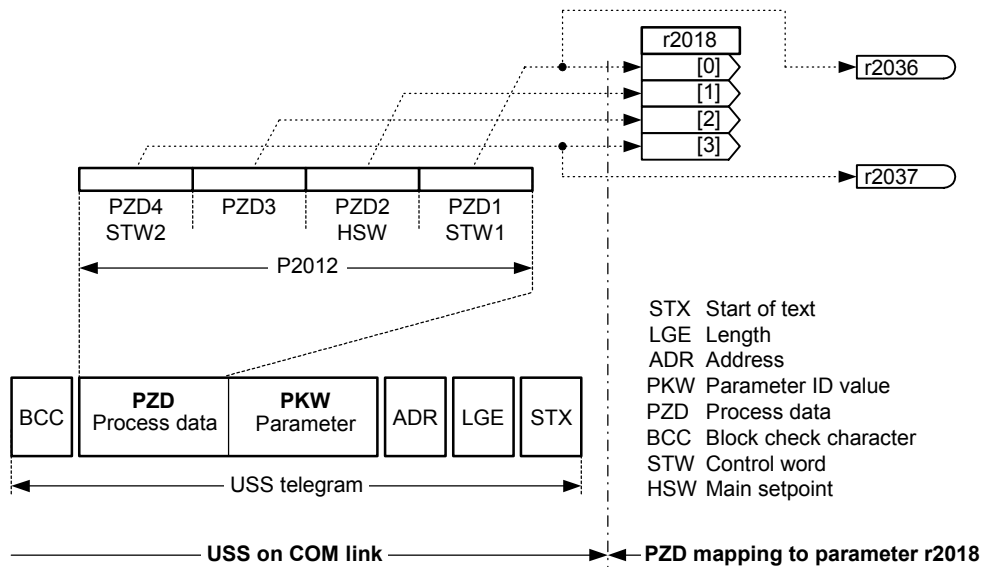 r2018
[0]
r2036
[1]
[2]
[3]
r2037
PZD4 PZD3 PZD2 PZD1
STW2 HSW STW1
P2012
STX Start of text
LGE Length
ADR Address
PKW Parameter ID value
PZD Process data
BCC Block check character
STW Control word
HSW Main setpoint
BCC PZD Process data PKW Parameter ADR LGE STX
USS telegram
USS on COM link PZD mapping to parameter r2018